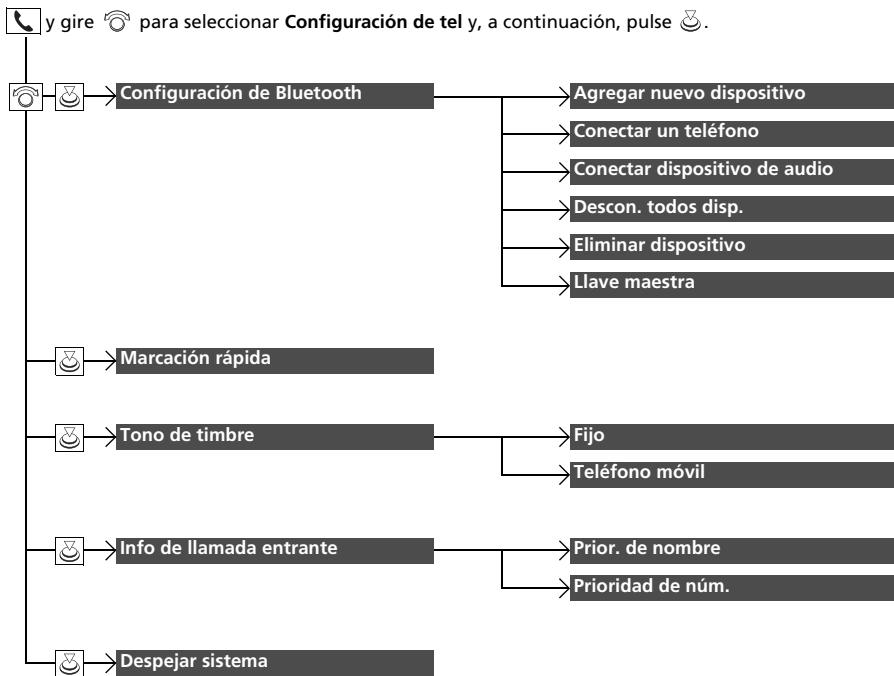 y gire para seleccionar Configuración de tel y, a continuación, pulse .
Configuración de Bluetooth
Agregar nuevo dispositivo
Conectar un teléfono
Conectar dispositivo de audio
Descon. todos disp.
Eliminar dispositivo
Llave maestra
Marcación rápida
Tono de timbre
Fijo
Teléfono móvil
Info de llamada entrante
Prior. de nombre
Prioridad de núm.
Despejar sistema